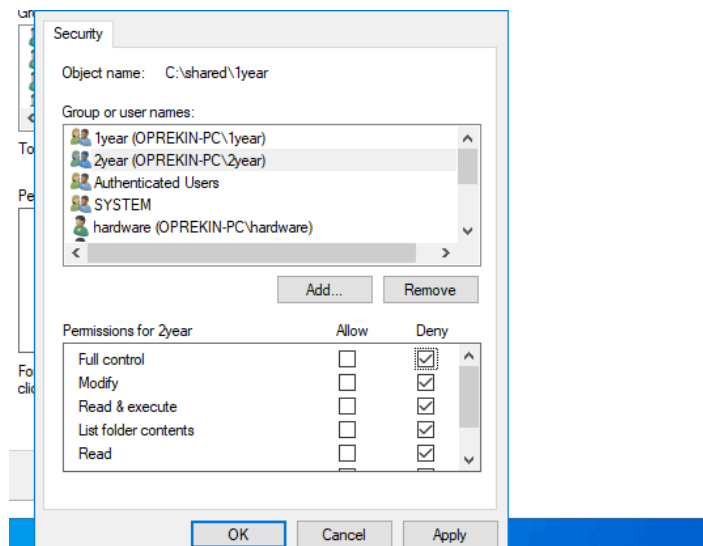 Security
Object name: C:\shared\1year
Group or user names:
1year (OPREKIN-PC\1year)
2year (OPREKIN-PC\2year)
Authenticated Users
SYSTEM
hardware (OPREKIN-PC\hardware)
To
Add... Remove
Pe
Permissions for 2year Allow Deny
Full control
Modify
Read & execute
List folder contents
Read
Fo
clic
OK Cancel Apply